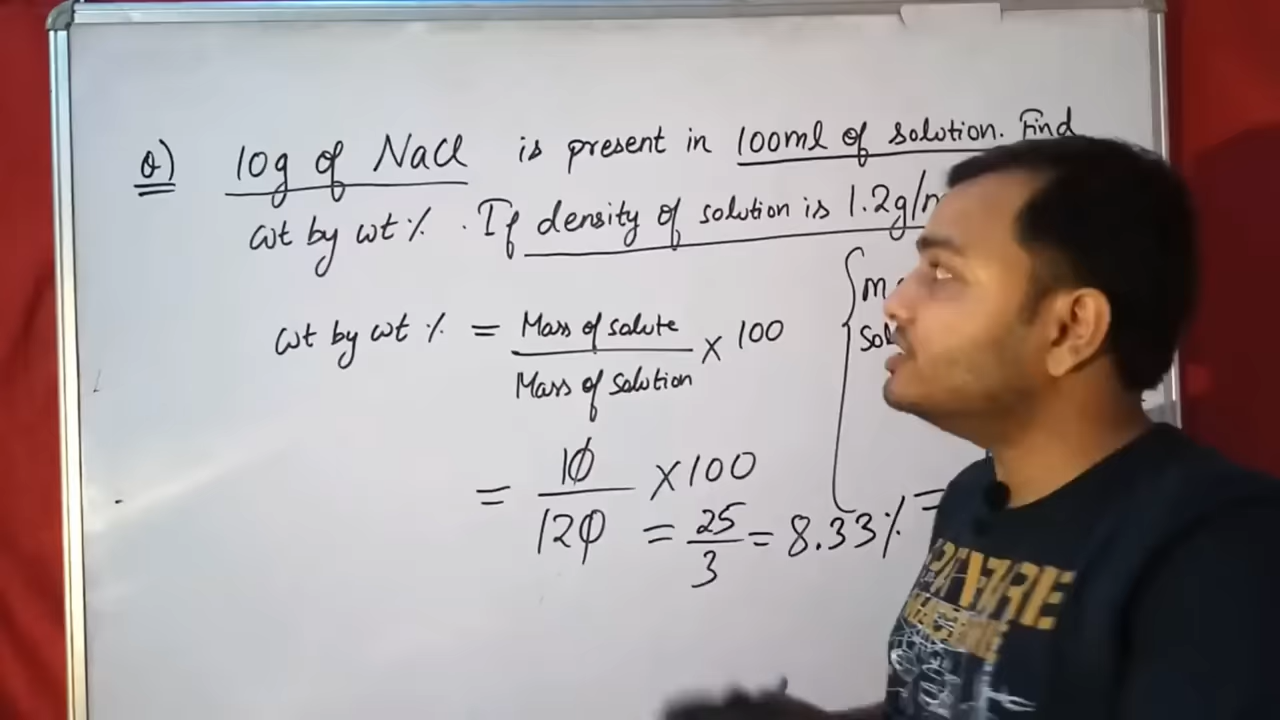 Q) 10g of NaCl is present in 100ml of solution. Find
wt by wt %. If density of solution is 1.2g/
wt by wt % = Mass of solute / Mass of solution × 100
= 10 / 120 × 100
= 25 / 3 = 8.33% =